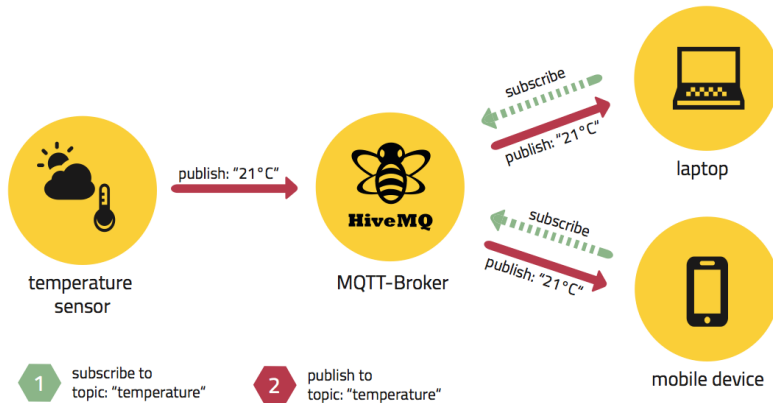 subscribe
publish: "21°C"
laptop
publish: "21°C"
HiveMQ
MQTT-Broker
temperature
sensor
subscribe
publish: "21°C"
mobile device
1
subscribe to
topic: "temperature"
2
publish to
topic: "temperature"